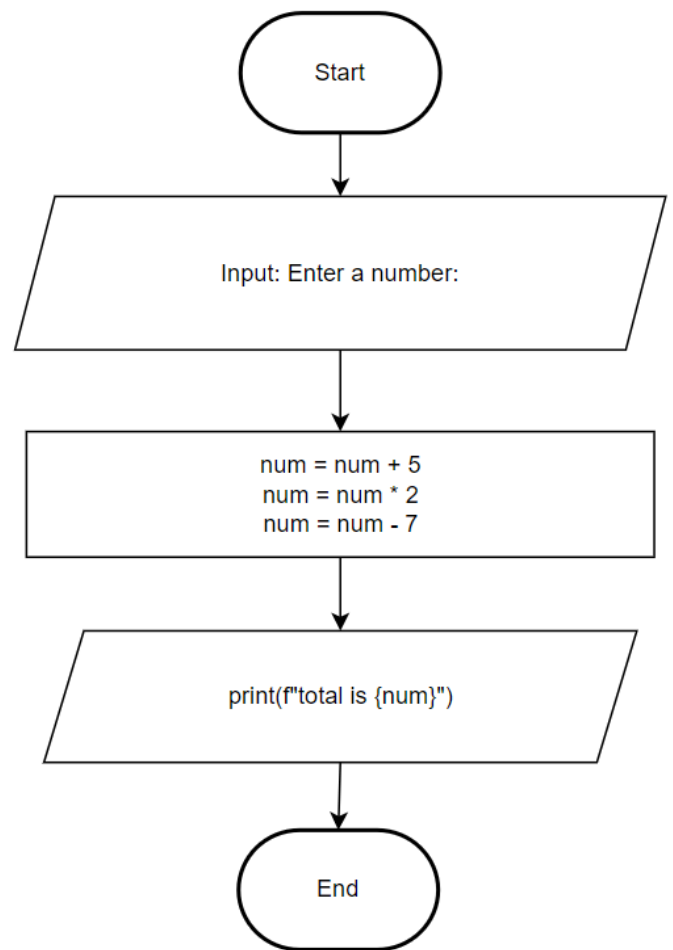 Start
Input: Enter a number:
num = num + 5
num = num * 2
num = num - 7
print(f"total is {num}")
End